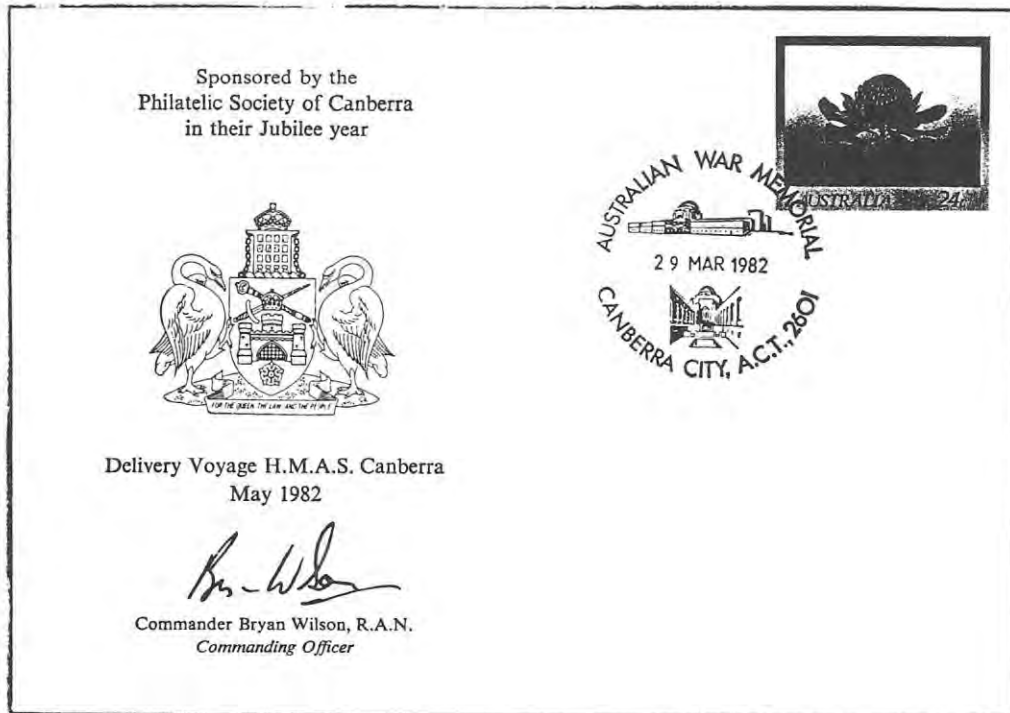 Sponsored by the
Philatelic Society of Canberra
in their Jubilee year
FOR THE QUEEN, THE LAW AND THE PEOPLE
Delivery Voyage H.M.A.S. Canberra
May 1982
Commander Bryan Wilson, R.A.N.
Commanding Officer
AUSTRALIA 24c
AUSTRALIAN WAR MEMORIAL
29 MAR 1982
CANBERRA CITY, A.C.T., 2601